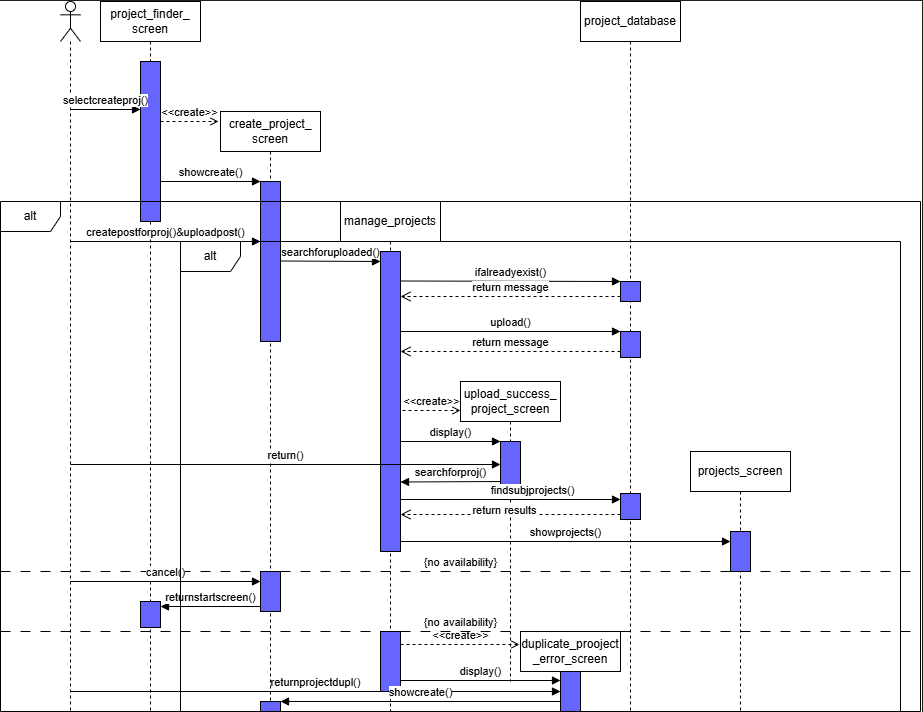 project_finder_
screen
project_database
selectcreateproj()
<<create>>
create_project_
screen
showcreate()
alt
manage_projects
createpostforproj()&uploadpost()
alt
searchforuploaded()
ifalreadyexist()
return message
upload()
return message
<<create>>
upload_success_
project_screen
display()
return()
searchforproj()
projects_screen
findsubjprojects()
return results
showprojects()
{no availability}
cancel()
returnstartscreen()
{no availability}
<<create>>
duplicate_prooject
_error_screen
display()
returnprojectdupl()
showcreate()